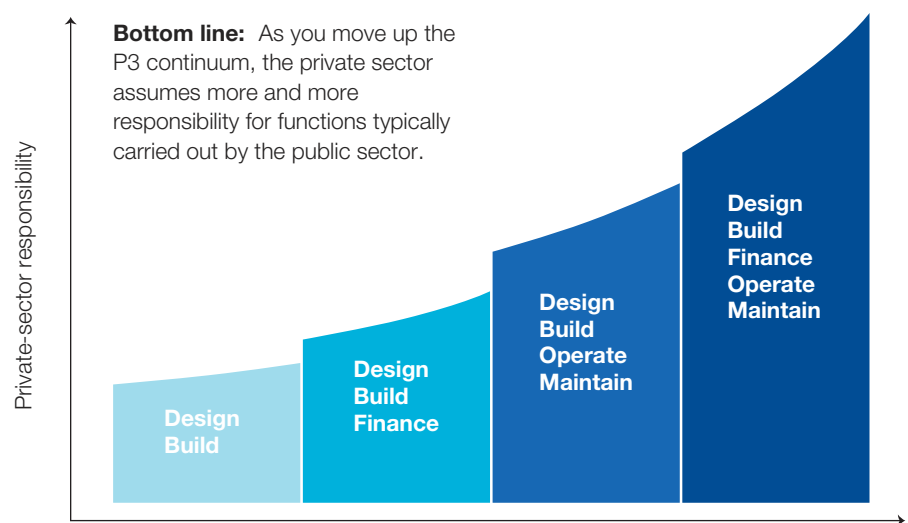 Bottom line: As you move up the
P3 continuum, the private sector
assumes more and more
responsibility for functions typically
carried out by the public sector.
Private-sector responsibility
Design
Build
Design
Build
Finance
Design
Build
Operate
Maintain
Design
Build
Finance
Operate
Maintain